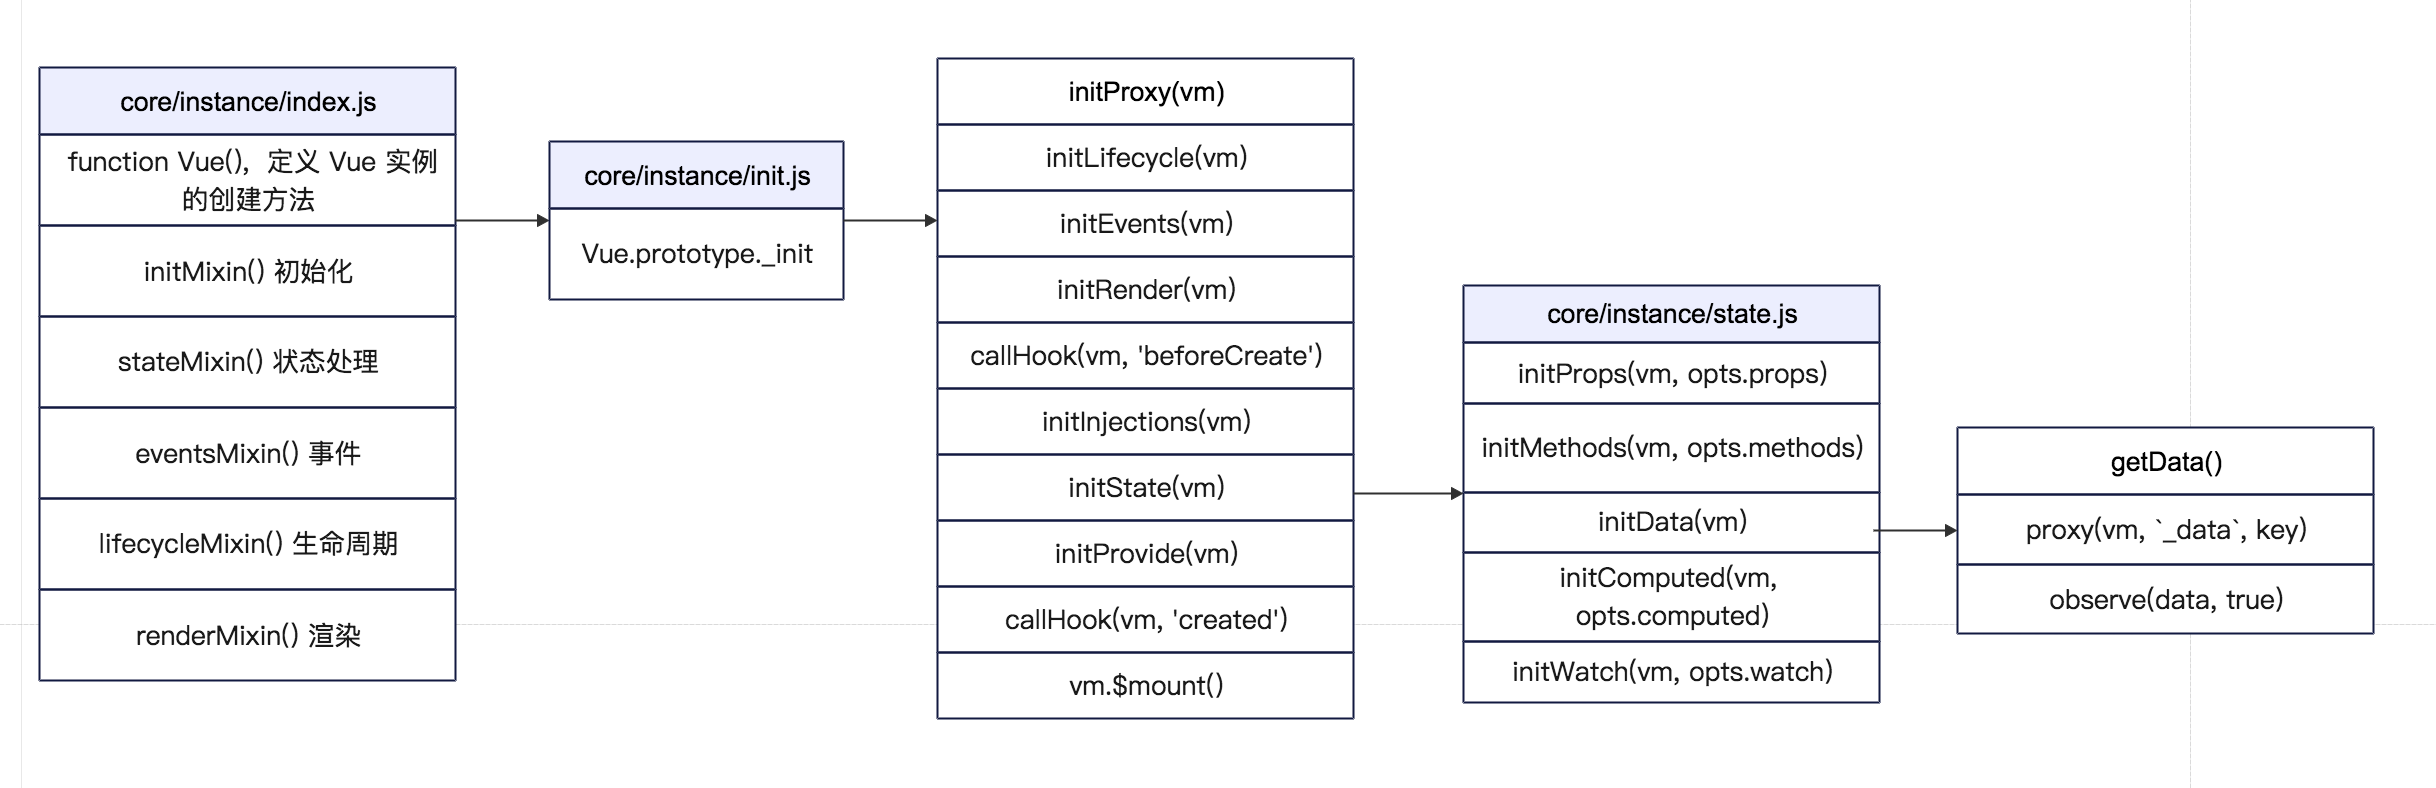 core/instance/index.js
function Vue()，定义 Vue 实例
的创建方法
initMixin() 初始化
stateMixin() 状态处理
eventsMixin() 事件
lifecycleMixin() 生命周期
renderMixin() 渲染
core/instance/init.js
Vue.prototype._init
initProxy(vm)
initLifecycle(vm)
initEvents(vm)
initRender(vm)
callHook(vm, 'beforeCreate')
initInjections(vm)
initState(vm)
initProvide(vm)
callHook(vm, 'created')
vm.$mount()
core/instance/state.js
initProps(vm, opts.props)
initMethods(vm, opts.methods)
initData(vm)
initComputed(vm,
opts.computed)
initWatch(vm, opts.watch)
getData()
proxy(vm, `_data`, key)
observe(data, true)